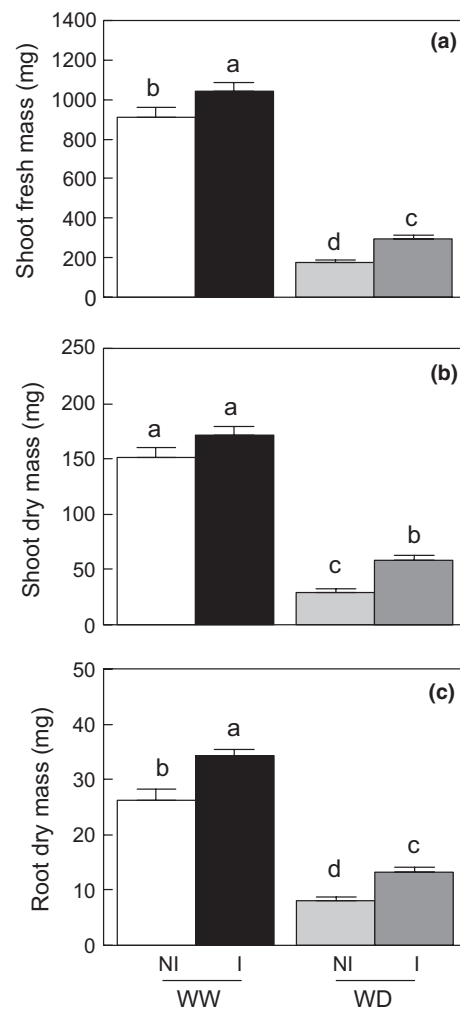 1400
(a)
1200
a
1000
b
800
600
400
c
d
200
0
Shoot fresh mass (mg)
250
(b)
200
a
a
150
100
b
50
c
0
Shoot dry mass (mg)
50
(c)
40
a
30
b
20
c
10
d
0
Root dry mass (mg)
NI I NI I
WW WD